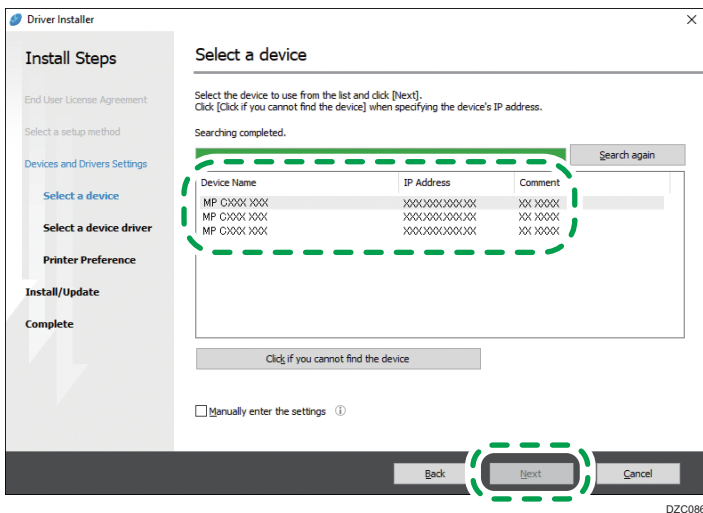 Driver Installer
Install Steps
End User License Agreement
Select a setup method
Devices and Drivers Settings
Select a device
Select a device driver
Printer Preference
Install/Update
Complete
Select a device
Select the device to use from the list and click [Next].
Click [Click if you cannot find the device] when specifying the device's IP address.
Searching completed.
Search again
Device Name IP Address Comment
MP CXXX XXX XXX.XXX.XXX.XX XX XXXX
MP CXXX XXX XXX.XXX.XXX.XX XX XXXX
MP CXXX XXX XXX.XXX.XXX.XX XX XXXX
Click if you cannot find the device
Manually enter the settings
Back Next Cancel
DZC086